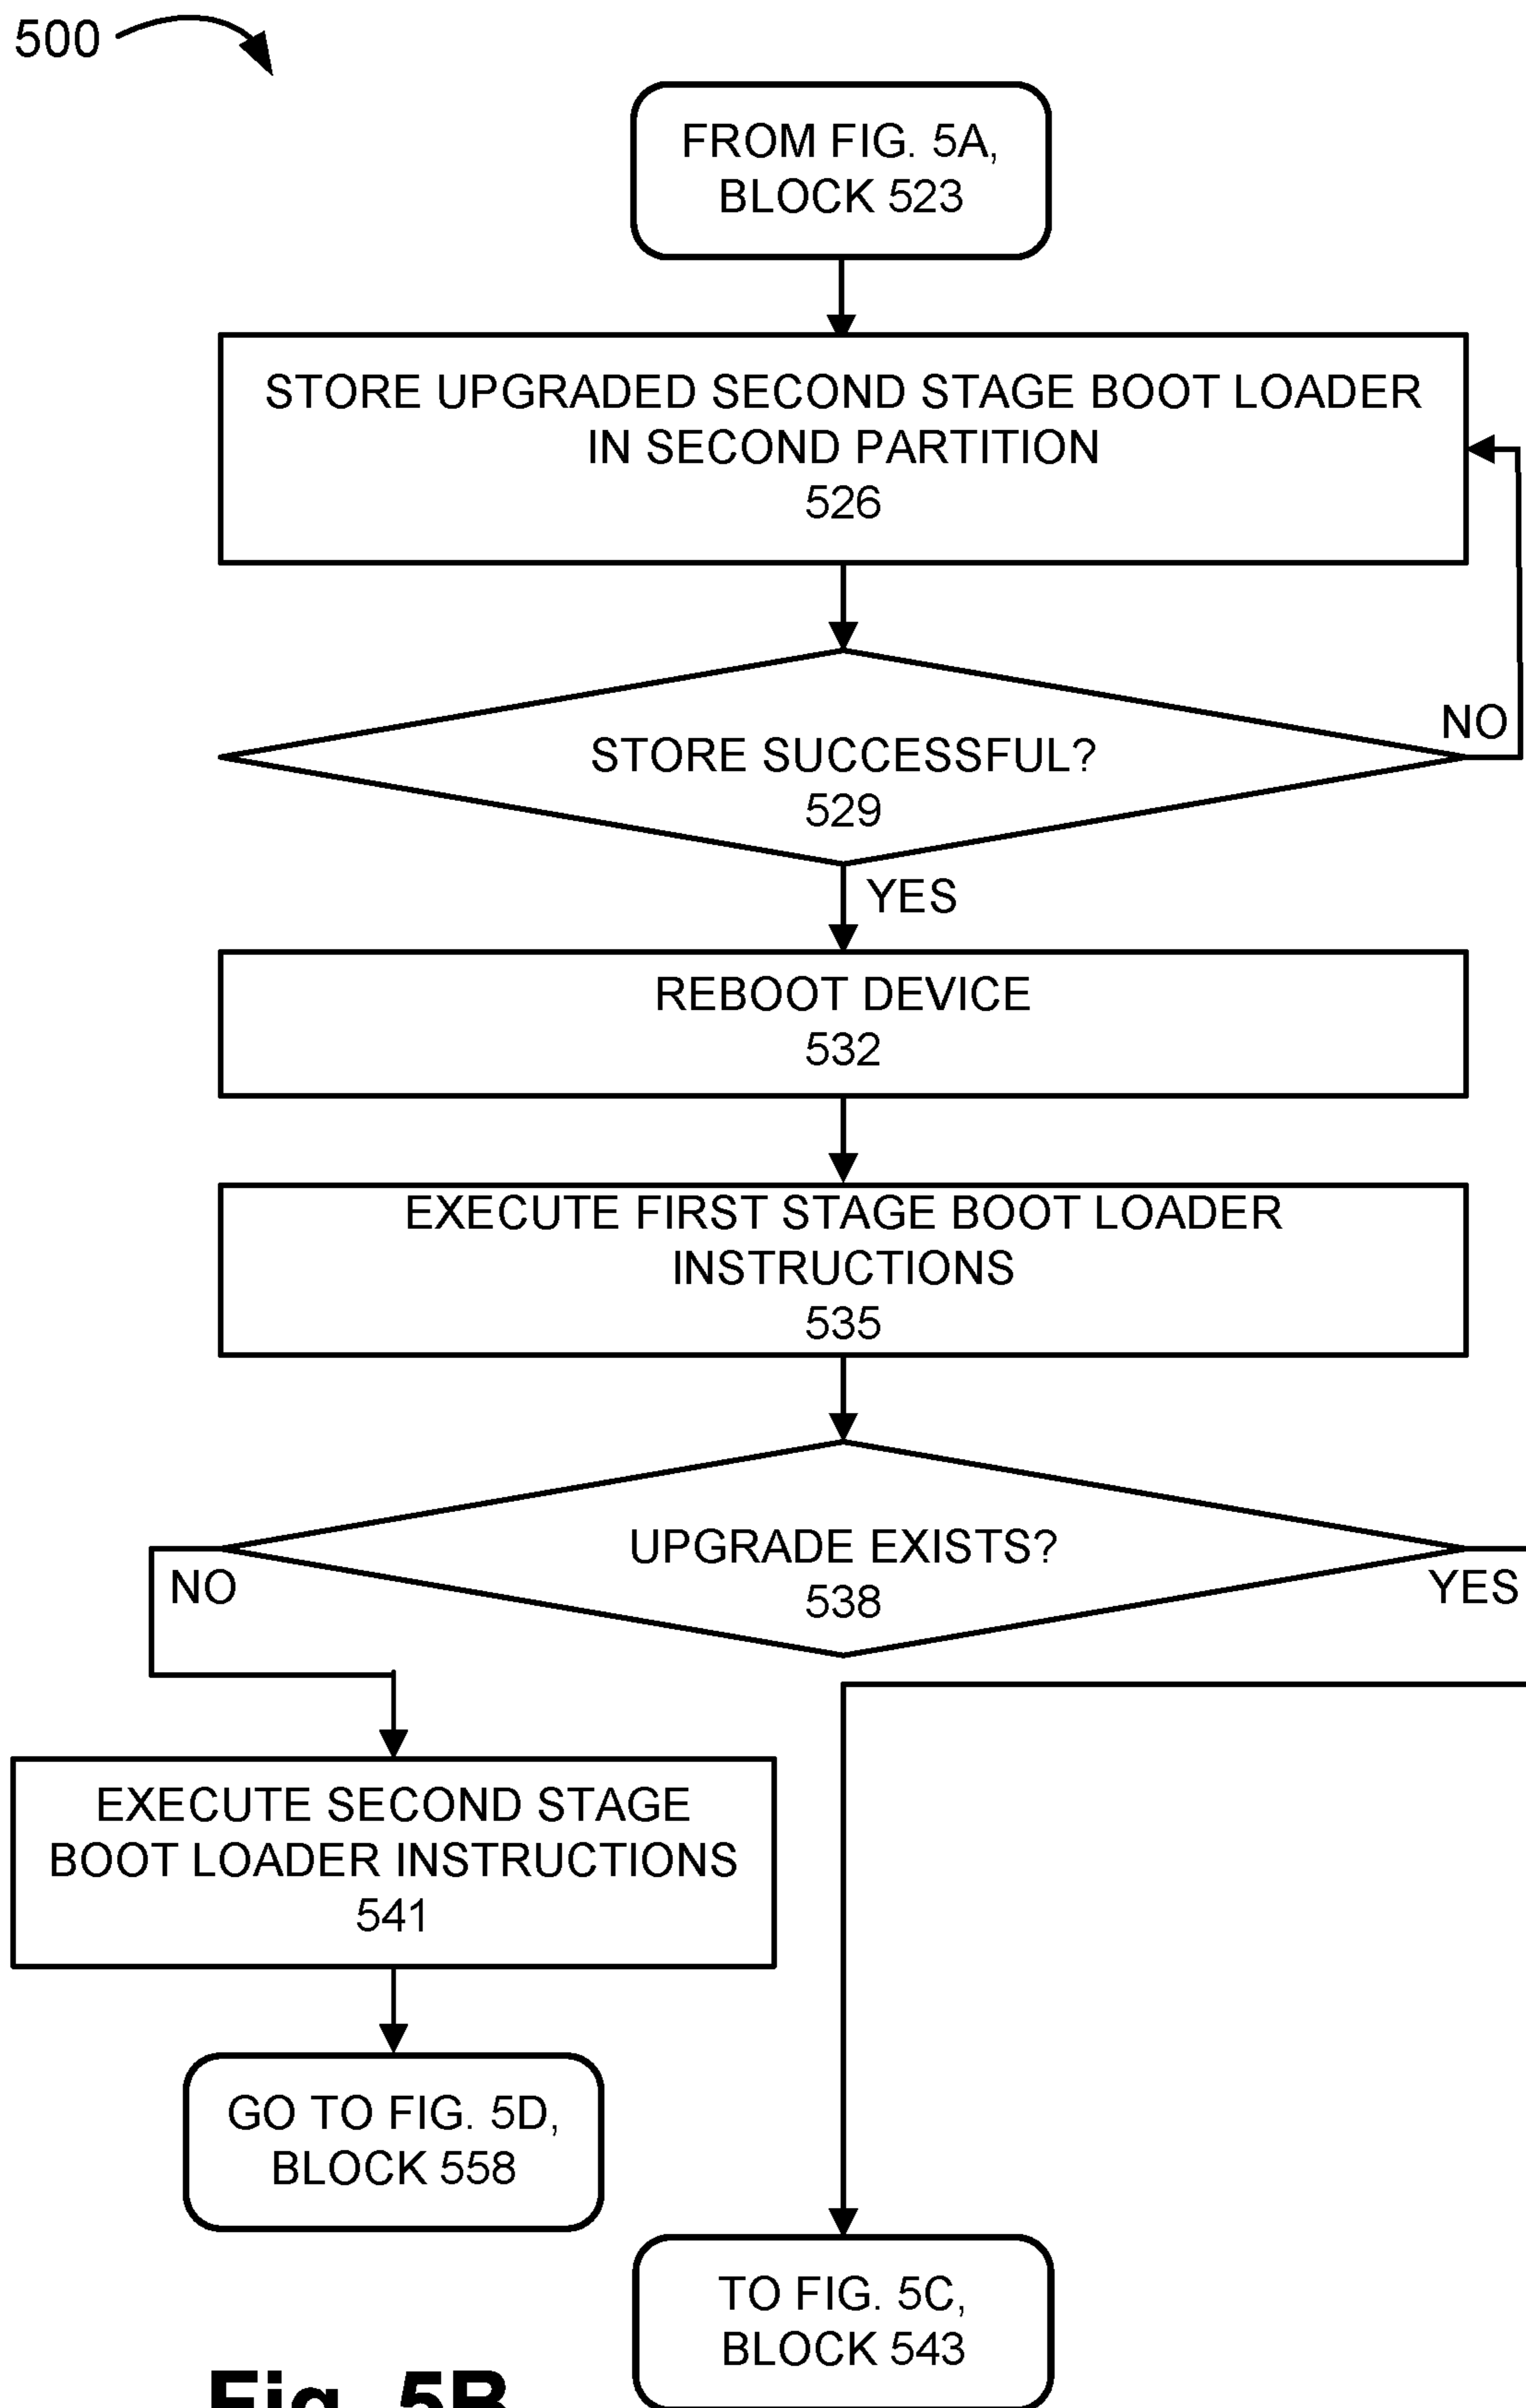 500
FROM FIG. 5A,
BLOCK 523
STORE UPGRADED SECOND STAGE BOOT LOADER
IN SECOND PARTITION
526
NO
STORE SUCCESSFUL?
529
YES
REBOOT DEVICE
532
EXECUTE FIRST STAGE BOOT LOADER
INSTRUCTIONS
535
UPGRADE EXISTS?
538
NO
YES
EXECUTE SECOND STAGE
BOOT LOADER INSTRUCTIONS
541
GO TO FIG. 5D,
BLOCK 558
TO FIG. 5C,
BLOCK 543
Fig. 5B